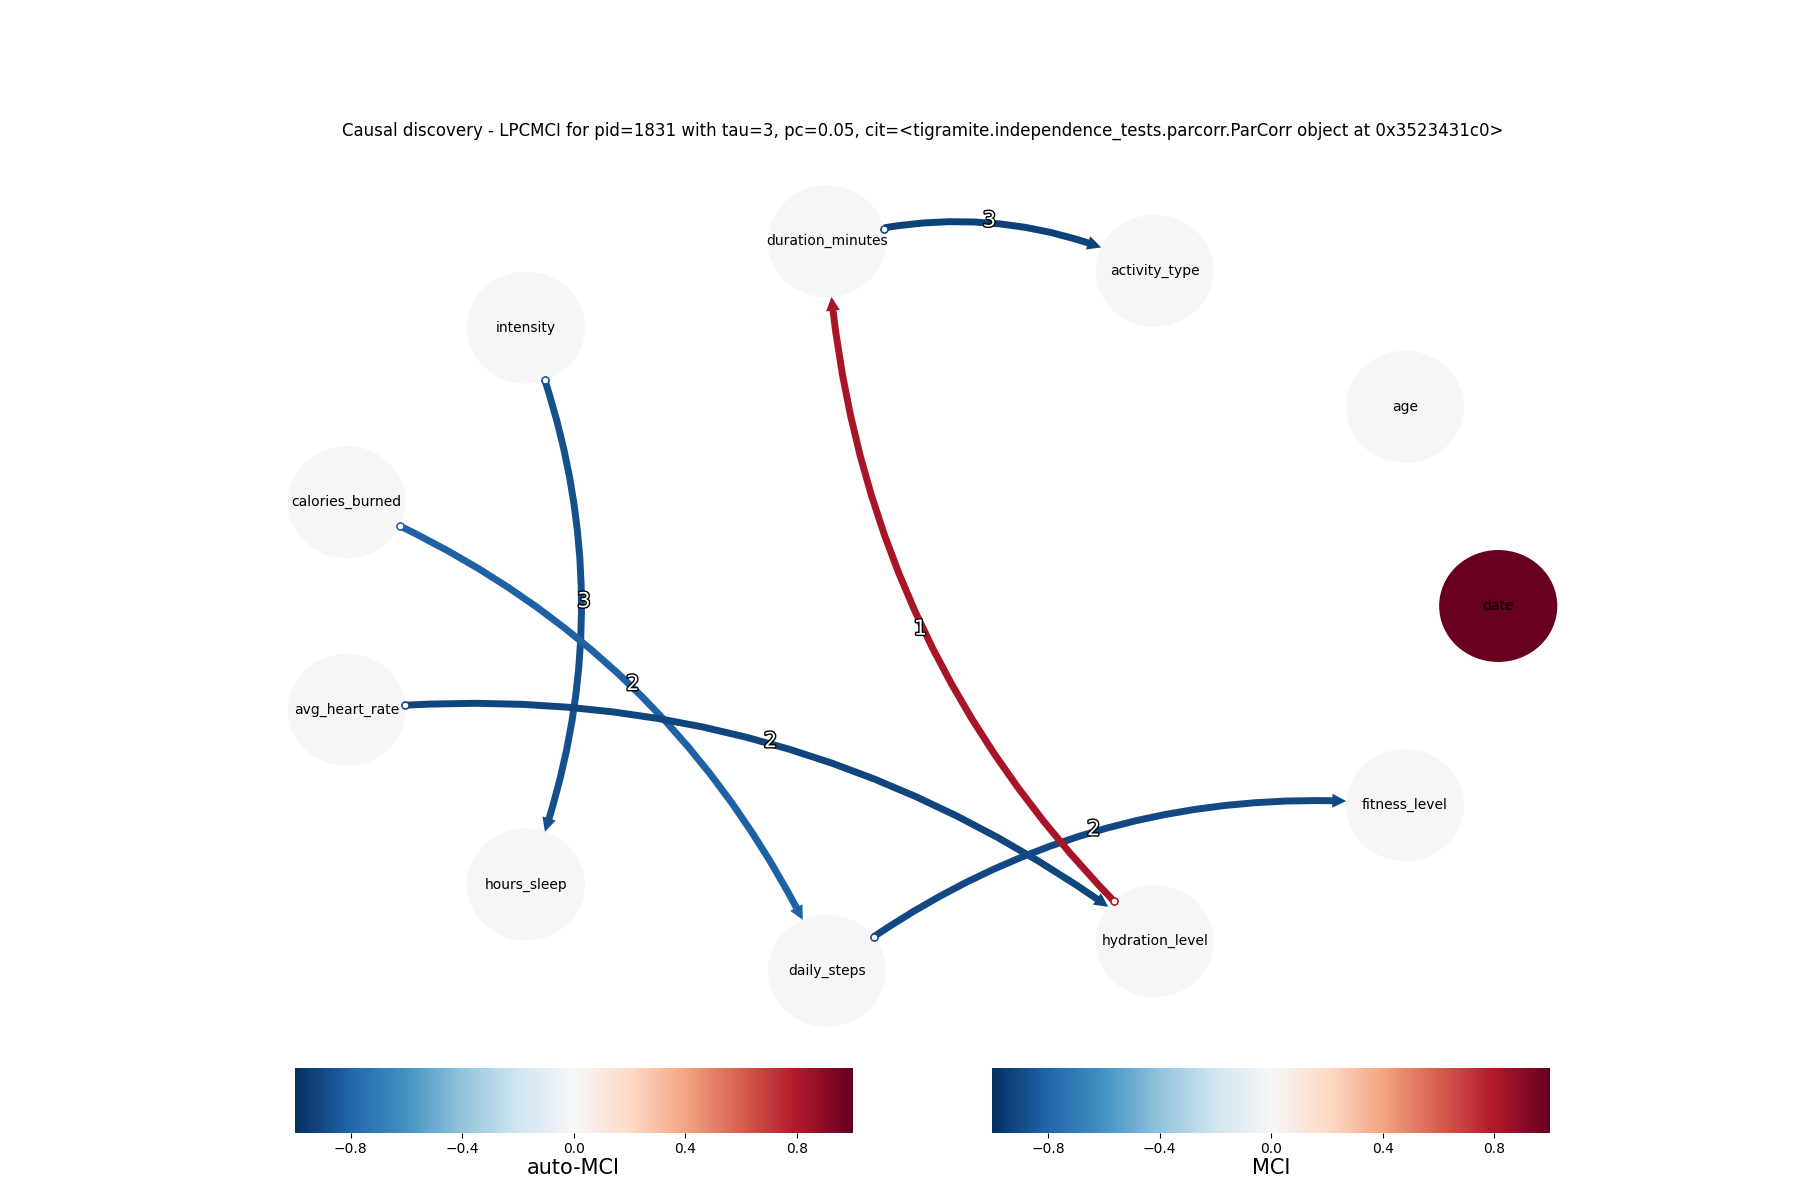 Causal discovery - LPCMCI for pid=1831 with tau=3, pc=0.05, cit=<tigramite.independence_tests.parcorr.ParCorr object at 0x3523431c0>
duration_minutes
3
activity_type
intensity
age
calories_burned
3
date
1
2
avg_heart_rate
2
fitness_level
2
hours_sleep
hydration_level
daily_steps
−0.8 −0.4 0.0 0.4 0.8
auto-MCI
−0.8 −0.4 0.0 0.4 0.8
MCI